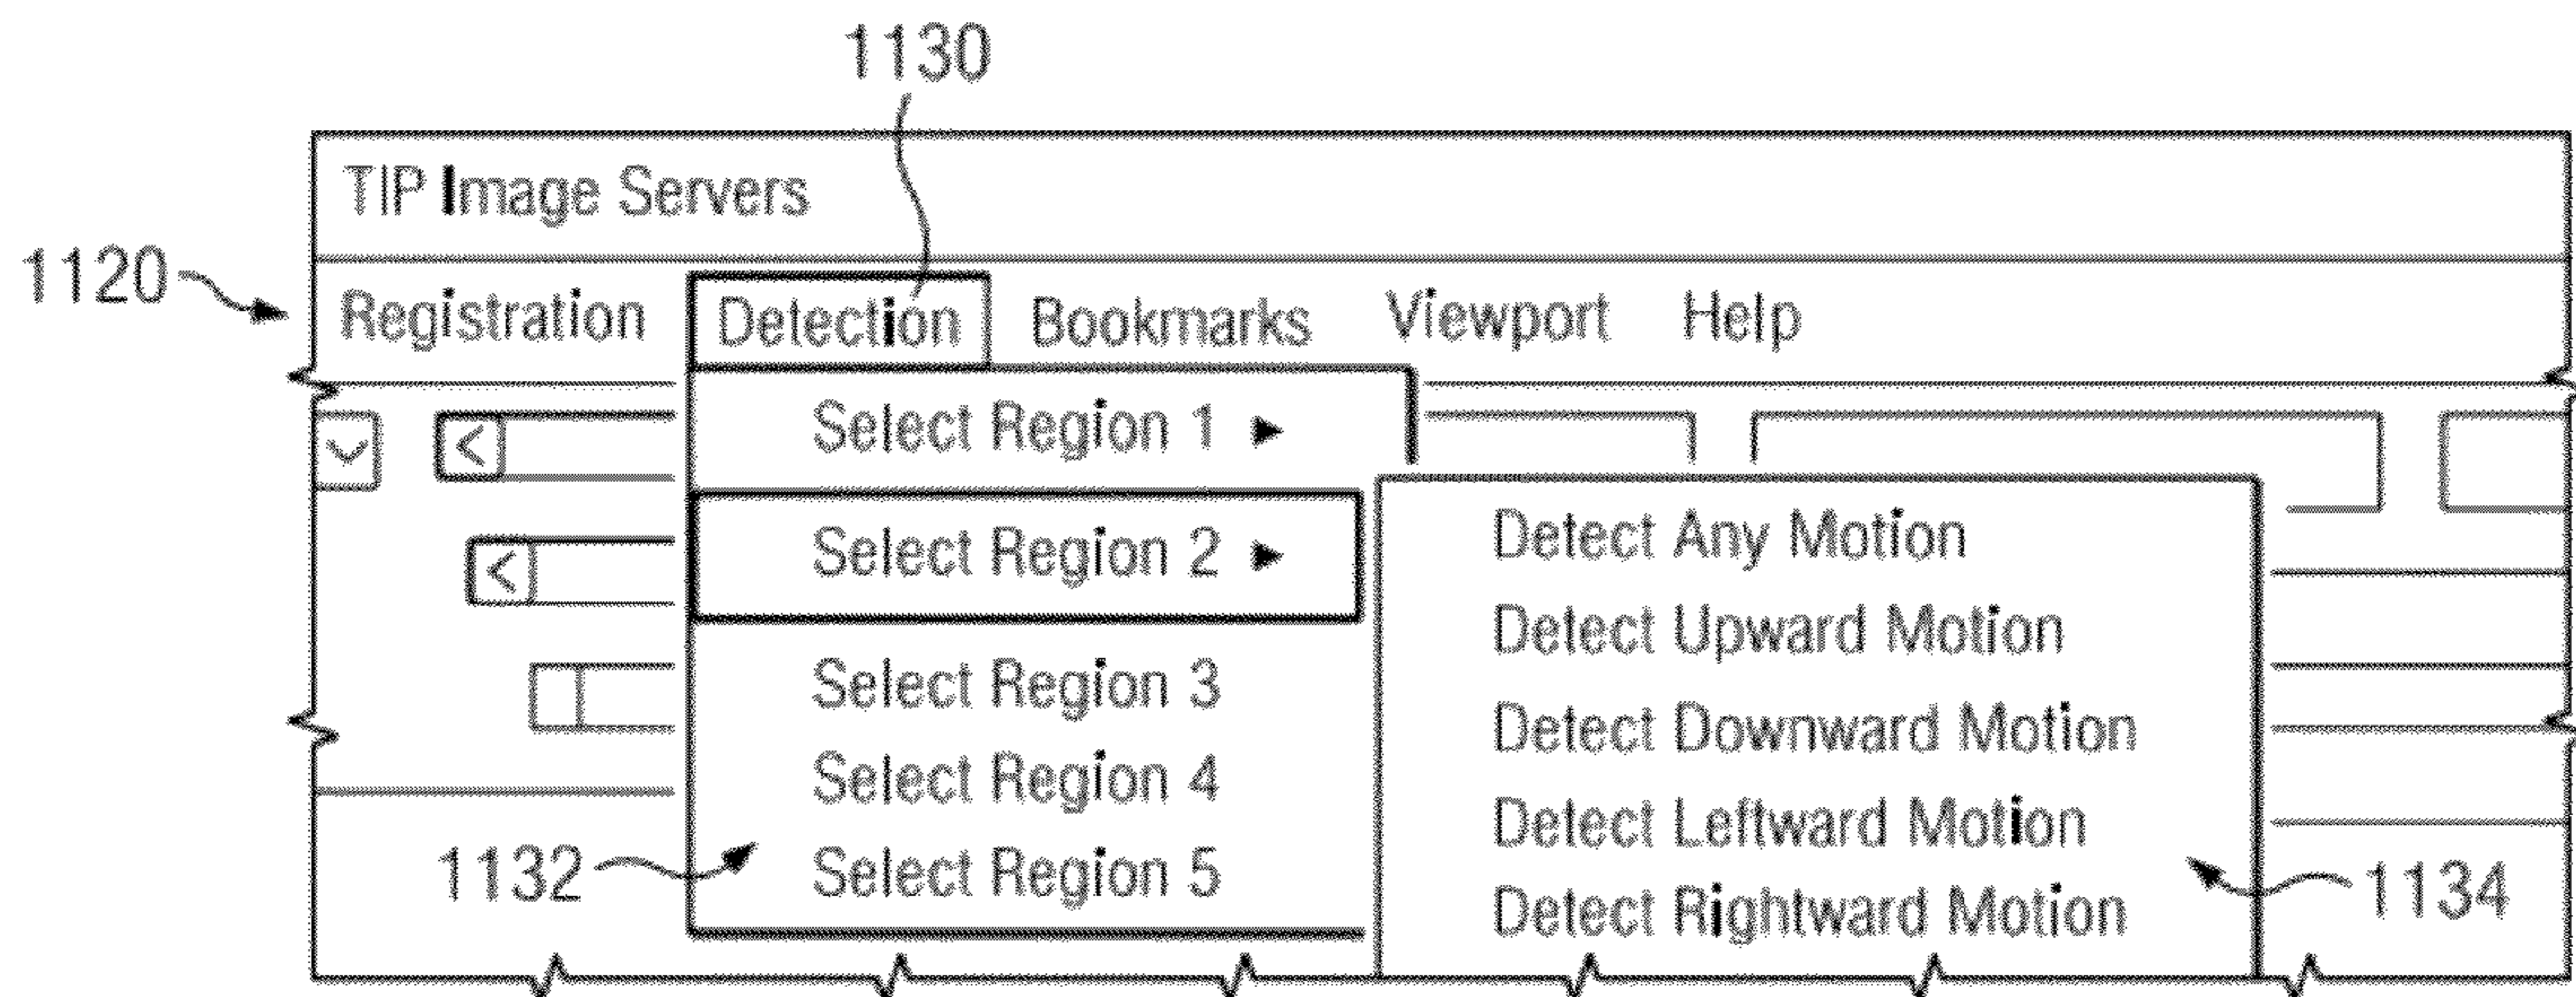 1130
TIP Image Servers
1120
Registration Detection Bookmarks Viewport Help
Select Region 1 ►
<
Select Region 2 ►
<
Select Region 3
Select Region 4
Select Region 5
1132
Detect Any Motion
Detect Upward Motion
Detect Downward Motion
Detect Leftward Motion
Detect Rightward Motion
1134